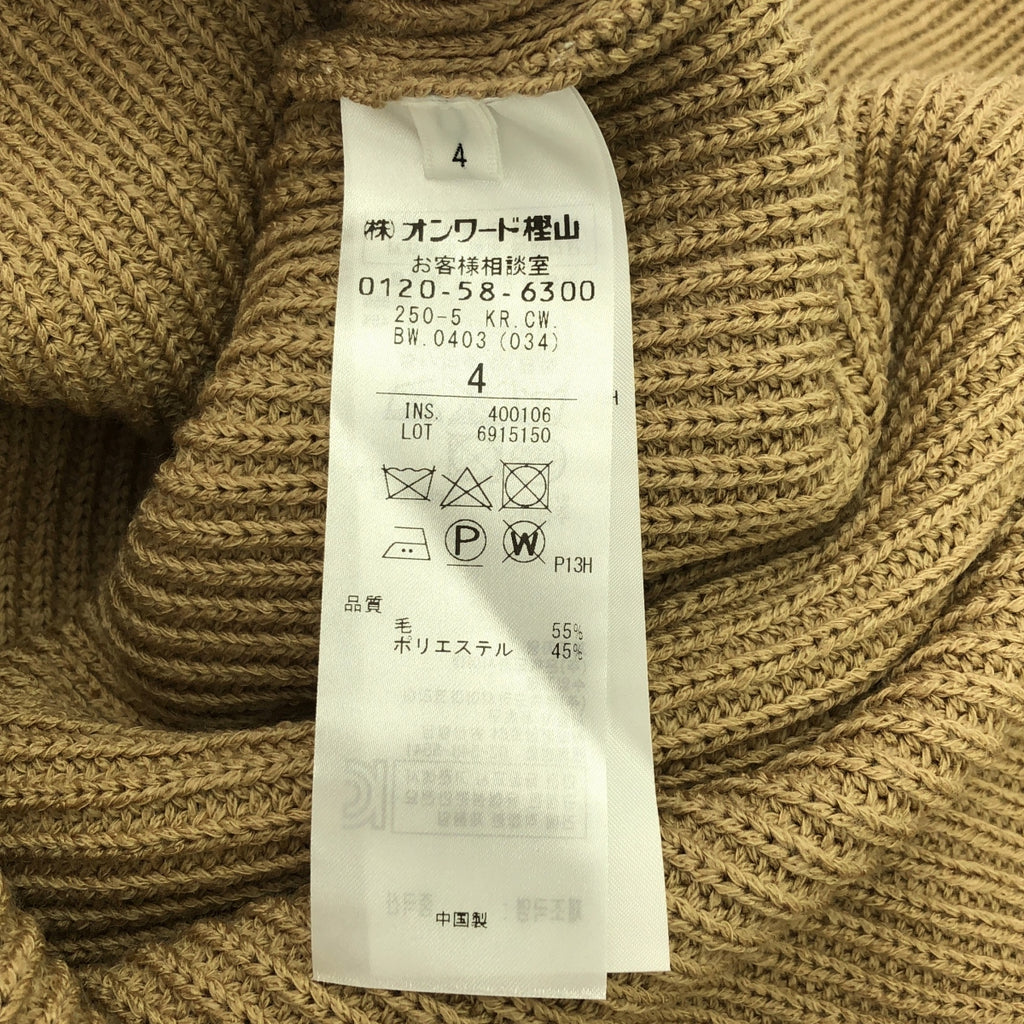 4
(株)オンワード樫山
お客様相談室
0120-58-6300
250-5 KR.CW.
BW.0403(034)
4
INS. 400106
LOT 6915150
P
W
P13H
品質
毛 55%
ポリエステル 45%
中国製